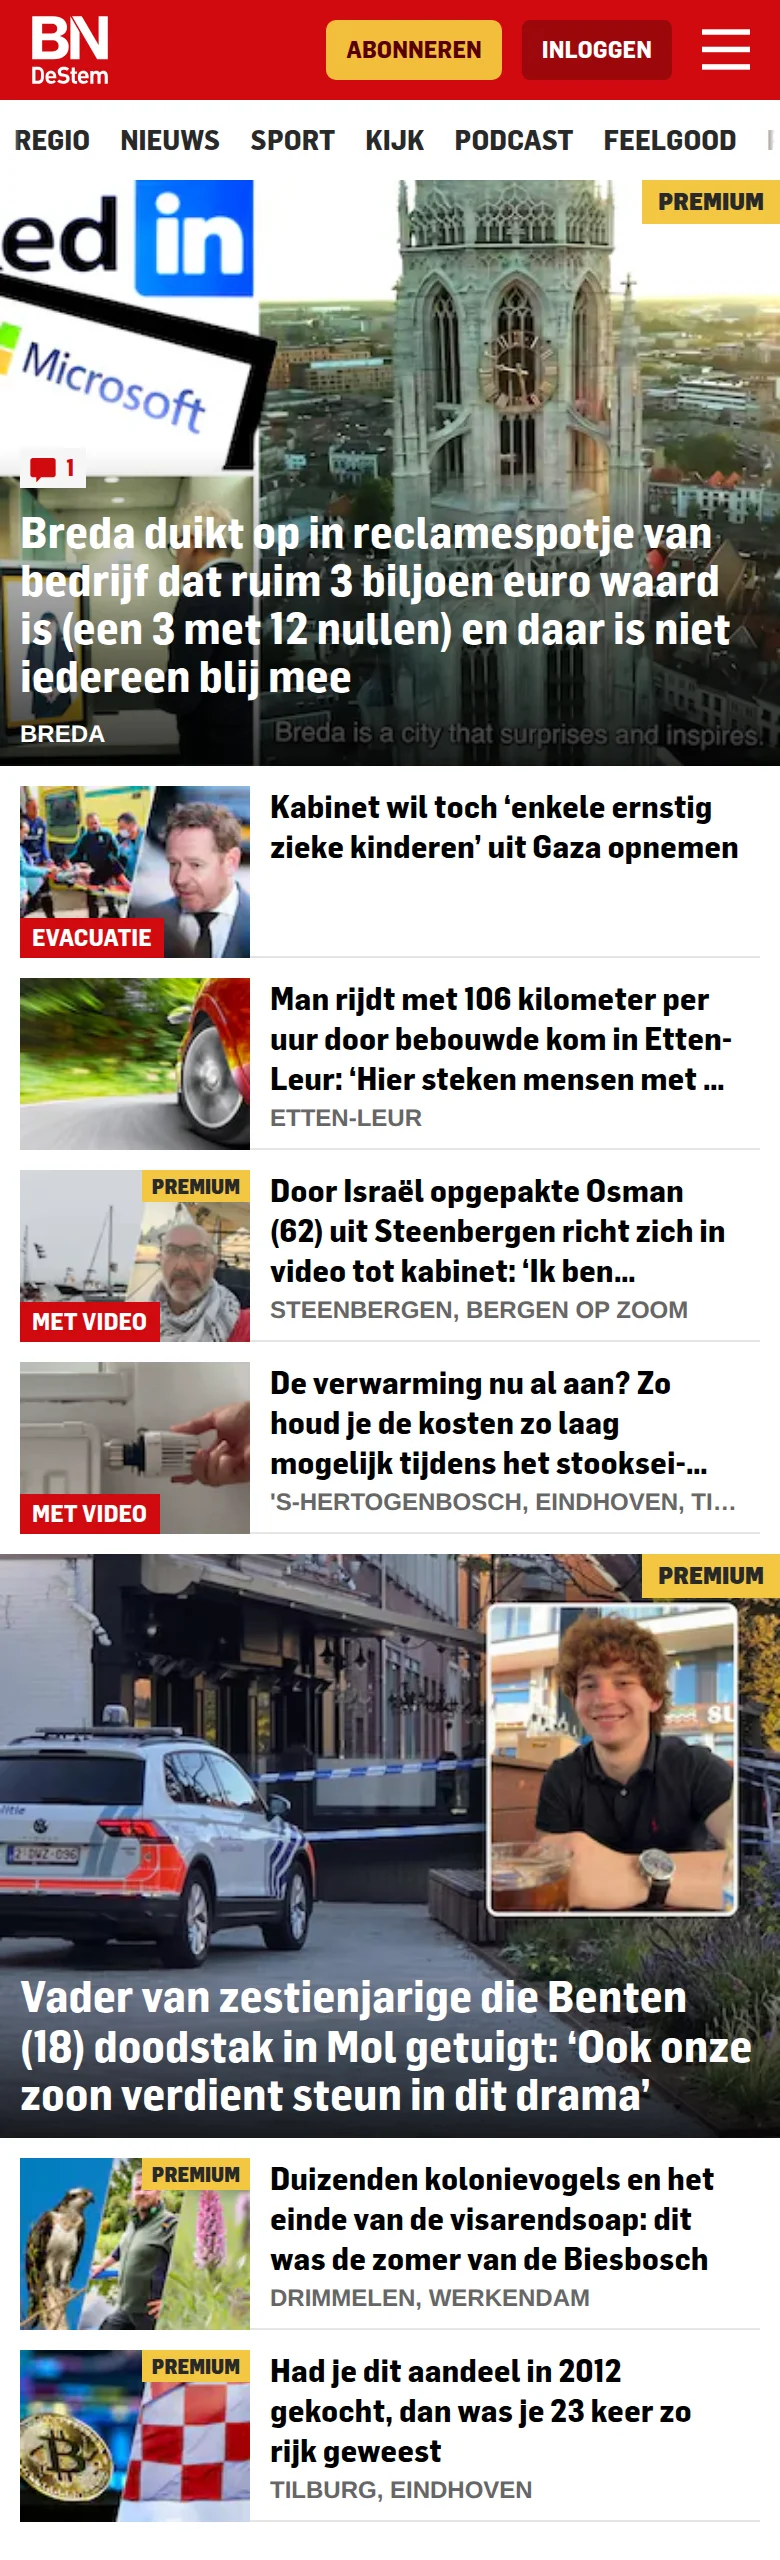 BN
DeStem
ABONNEREN
INLOGGEN
REGIO NIEUWS SPORT KIJK PODCAST FEELGOOD
PREMIUM
ed in
Microsoft
1
Breda duikt op in reclamespotje van
bedrijf dat ruim 3 biljoen euro waard
is (een 3 met 12 nullen) en daar is niet
iedereen blij mee
BREDA
Breda is a city that surprises and inspires.
Kabinet wil toch ‘enkele ernstig
zieke kinderen’ uit Gaza opnemen
EVACUATIE
Man rijdt met 106 kilometer per
uur door bebouwde kom in Etten-
Leur: ‘Hier steken mensen met ...
ETTEN-LEUR
PREMIUM
MET VIDEO
Door Israël opgepakte Osman
(62) uit Steenbergen richt zich in
video tot kabinet: ‘Ik ben...
STEENBERGEN, BERGEN OP ZOOM
MET VIDEO
De verwarming nu al aan? Zo
houd je de kosten zo laag
mogelijk tijdens het stooksei-...
'S-HERTOGENBOSCH, EINDHOVEN, TI...
PREMIUM
SU
litie
2-DWZ-096
Vader van zestienjarige die Benten
(18) doodstak in Mol getuigt: ‘Ook onze
zoon verdient steun in dit drama’
PREMIUM
Duizenden kolonievogels en het
einde van de visarendsoap: dit
was de zomer van de Biesbosch
DRIMMELEN, WERKENDAM
PREMIUM
Had je dit aandeel in 2012
gekocht, dan was je 23 keer zo
rijk geweest
TILBURG, EINDHOVEN